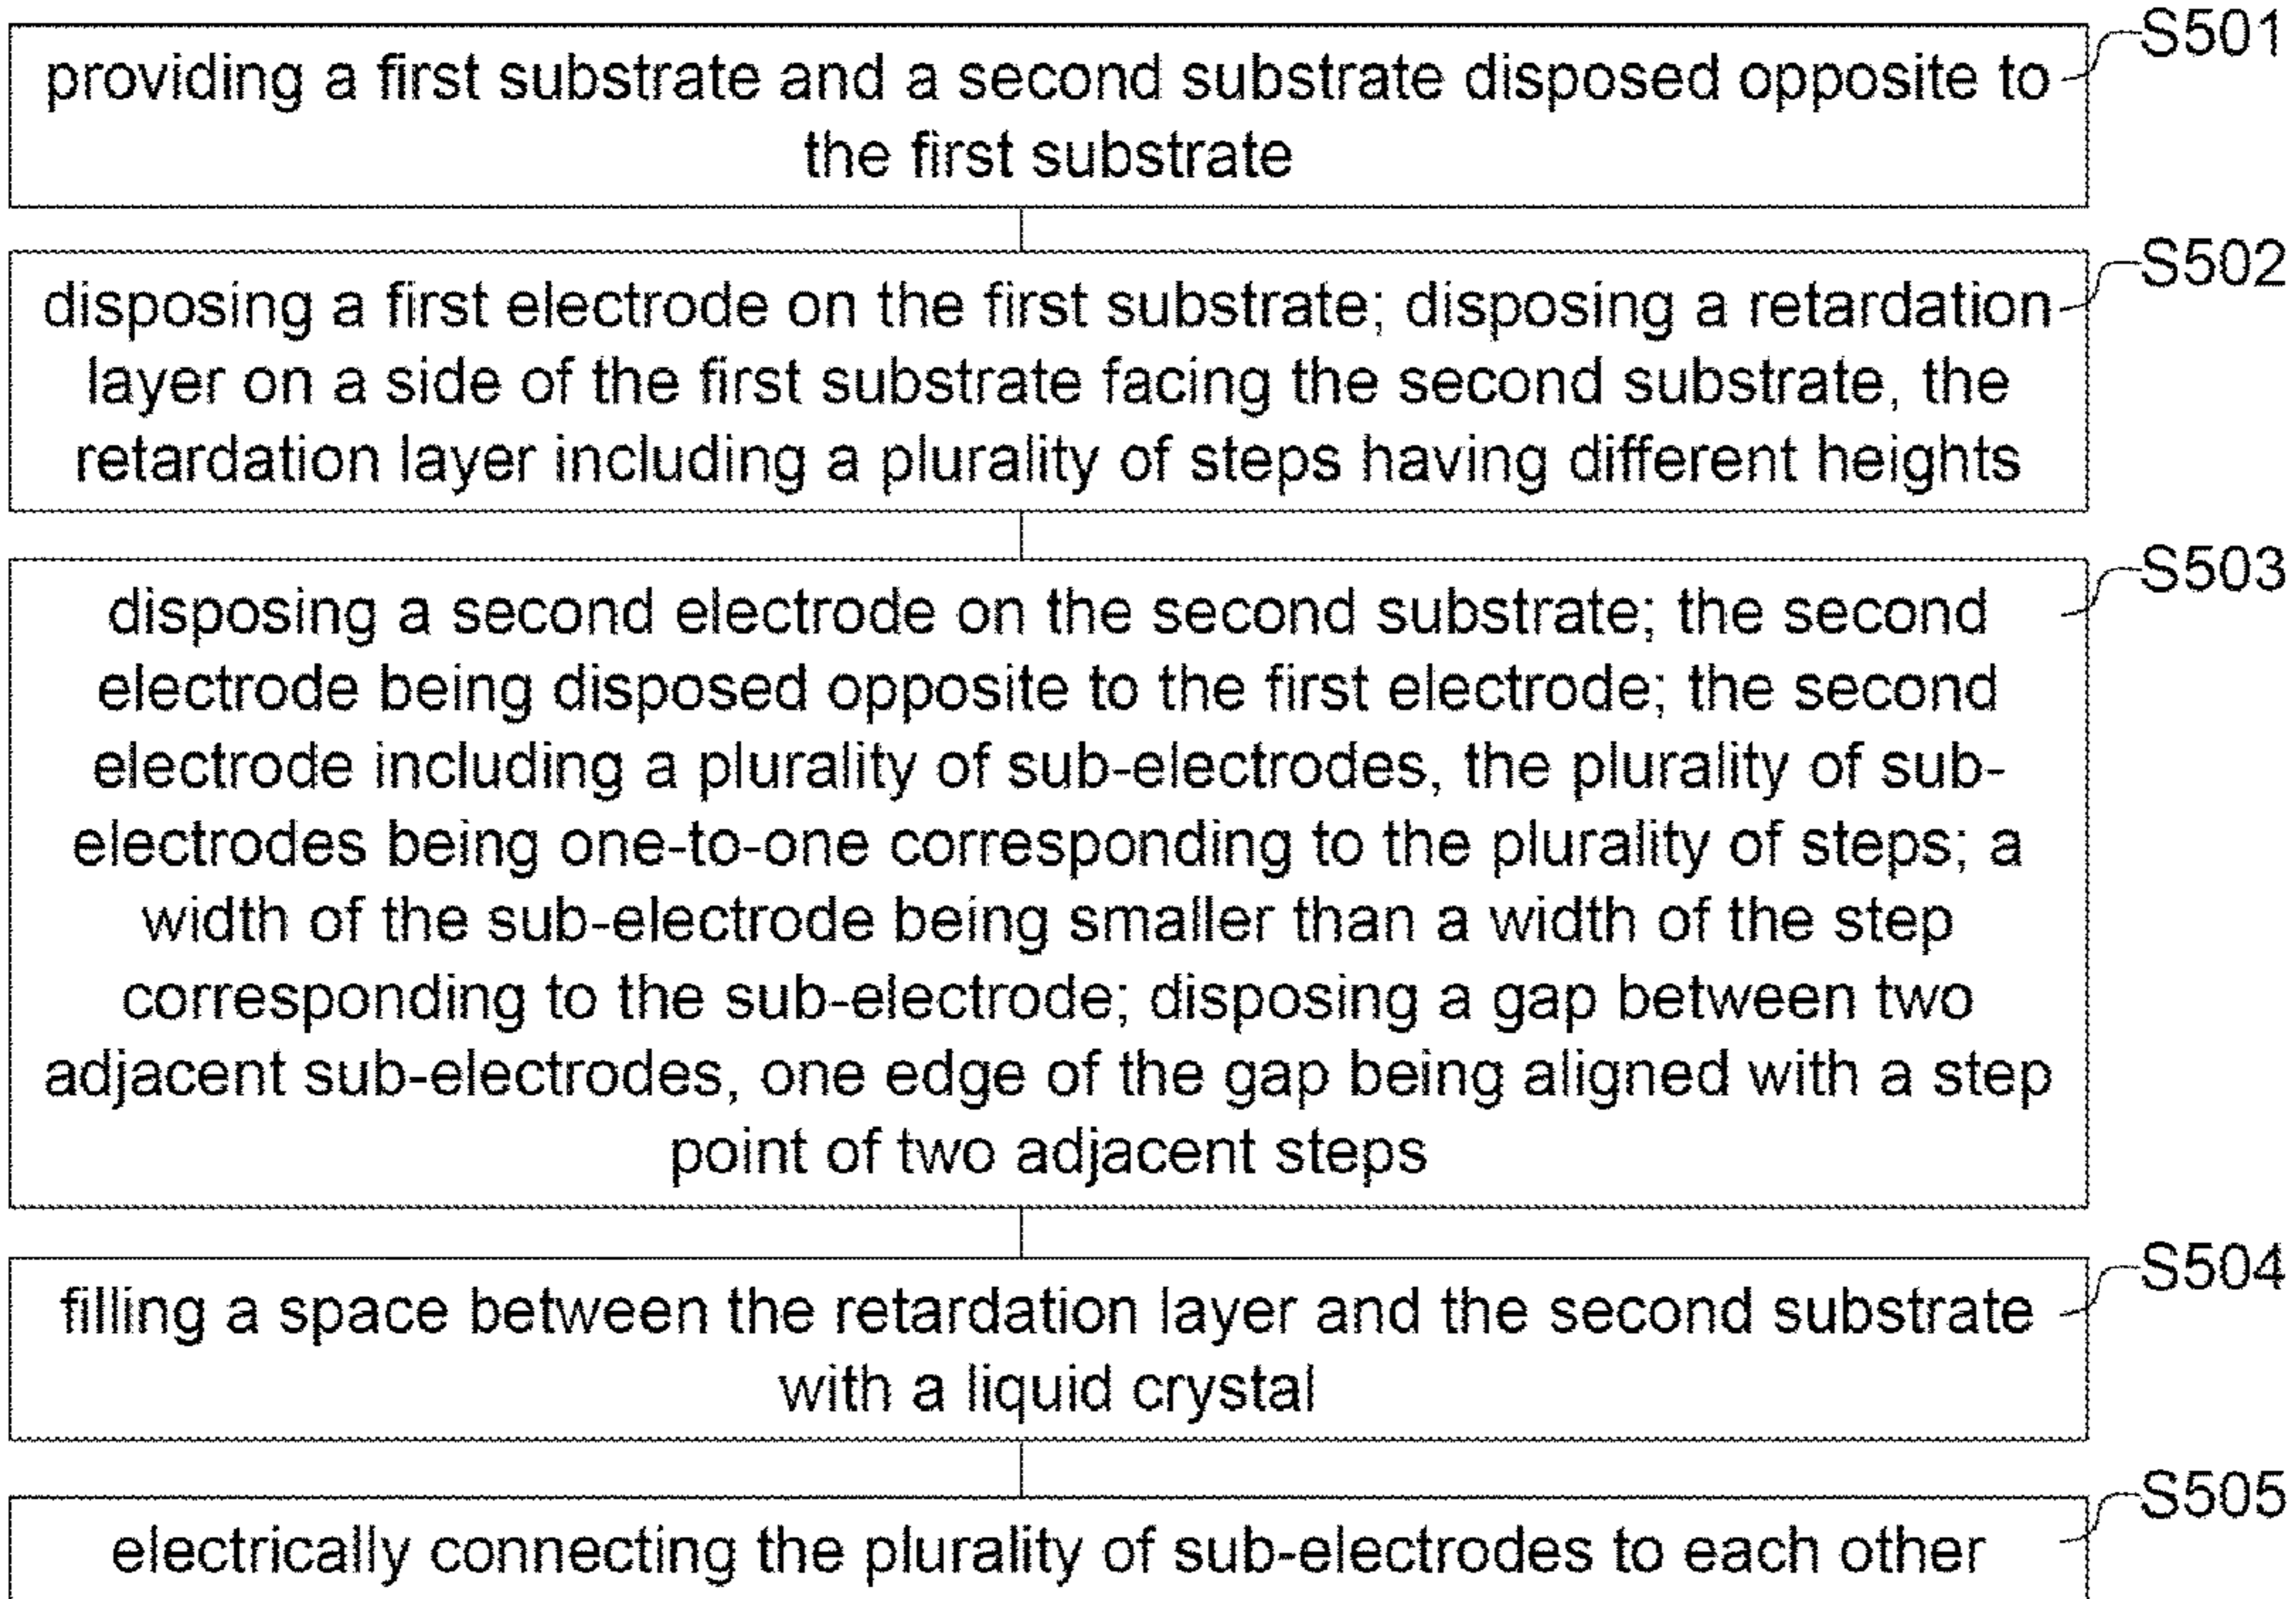 S501
providing a first substrate and a second substrate disposed opposite to
the first substrate
S502
disposing a first electrode on the first substrate; disposing a retardation
layer on a side of the first substrate facing the second substrate, the
retardation layer including a plurality of steps having different heights
S503
disposing a second electrode on the second substrate; the second
electrode being disposed opposite to the first electrode; the second
electrode including a plurality of sub-electrodes, the plurality of sub-
electrodes being one-to-one corresponding to the plurality of steps; a
width of the sub-electrode being smaller than a width of the step
corresponding to the sub-electrode; disposing a gap between two
adjacent sub-electrodes, one edge of the gap being aligned with a step
point of two adjacent steps
S504
filling a space between the retardation layer and the second substrate
with a liquid crystal
S505
electrically connecting the plurality of sub-electrodes to each other